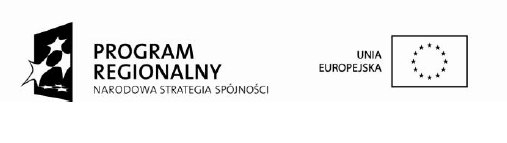 PROGRAM
REGIONALNY
NARODOWA STRATEGIA SPÓJNOŚCI
UNIA
EUROPEJSKA